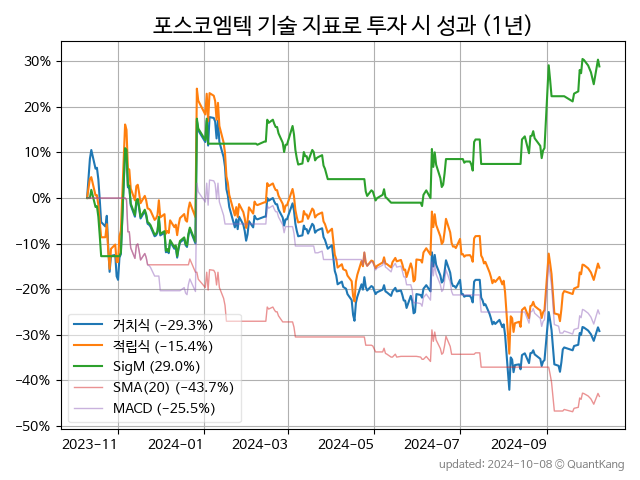 포스코엠텍 기술 지표로 투자 시 성과 (1년)
30%
20%
10%
0%
−10%
−20%
−30%
−40%
−50%
거치식 (−29.3%)
적립식 (−15.4%)
SigM (29.0%)
SMA(20) (−43.7%)
MACD (−25.5%)
2023-11
2024-01
2024-03
2024-05
2024-07
2024-09
updated: 2024-10-08 © QuantKang